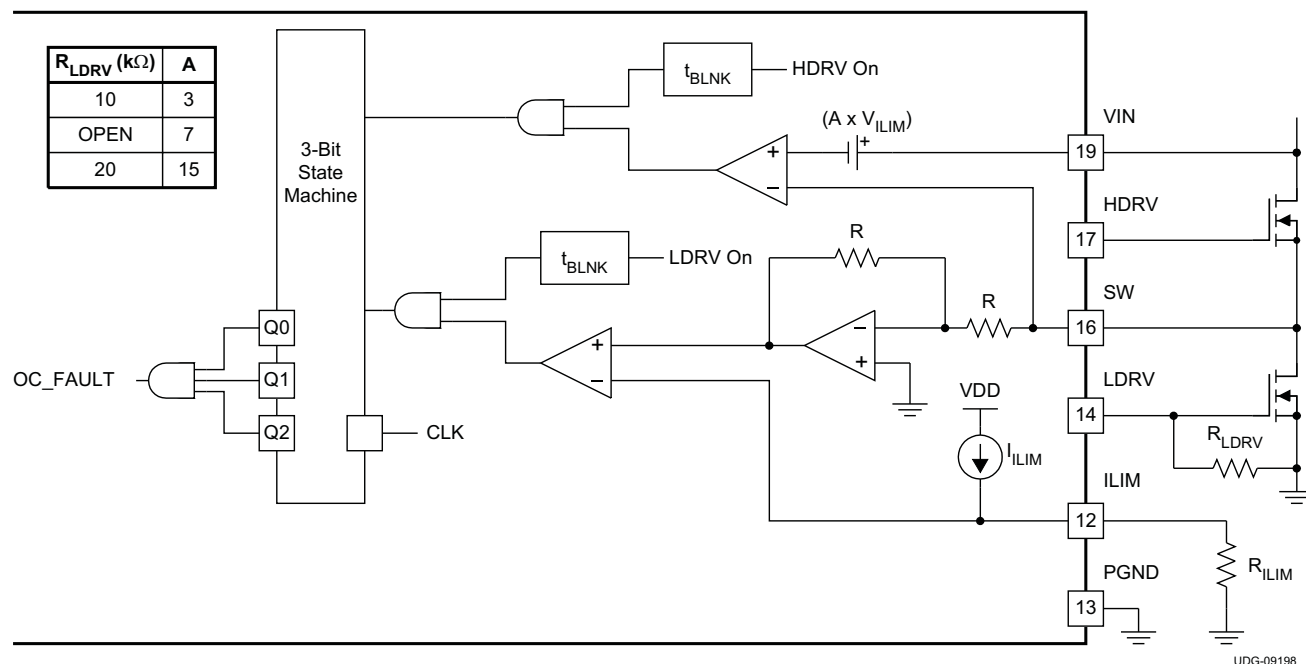 R_LDRV (kΩ) A
10 3
OPEN 7
20 15
3-Bit
State
Machine
t_BLNK
HDRV On
(A x V_ILIM)
+
+
−
VIN
19
HDRV
17
SW
16
LDRV
14
R_LDRV
ILIM
12
R_ILIM
PGND
13
t_BLNK
LDRV On
R
R
−
+
+
−
VDD
I_ILIM
Q0
Q1
Q2
OC_FAULT
CLK
UDG-09198